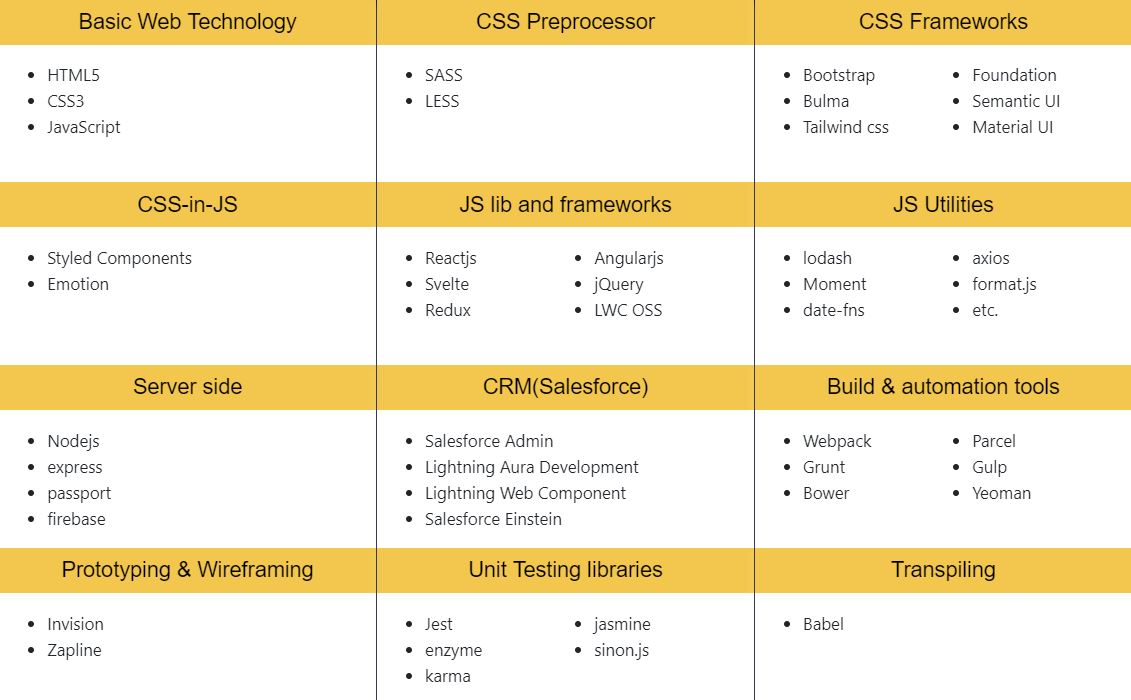 Basic Web Technology
HTML5
CSS3
JavaScript
CSS Preprocessor
SASS
LESS
CSS Frameworks
Bootstrap
Bulma
Tailwind css
Foundation
Semantic UI
Material UI
CSS-in-JS
Styled Components
Emotion
JS lib and frameworks
Reactjs
Svelte
Redux
Angularjs
jQuery
LWC OSS
JS Utilities
lodash
Moment
date-fns
axios
format.js
etc.
Server side
Nodejs
express
passport
firebase
CRM(Salesforce)
Salesforce Admin
Lightning Aura Development
Lightning Web Component
Salesforce Einstein
Build & automation tools
Webpack
Grunt
Bower
Parcel
Gulp
Yeoman
Prototyping & Wireframing
Invision
Zapline
Unit Testing libraries
Jest
enzyme
karma
jasmine
sinon.js
Transpiling
Babel